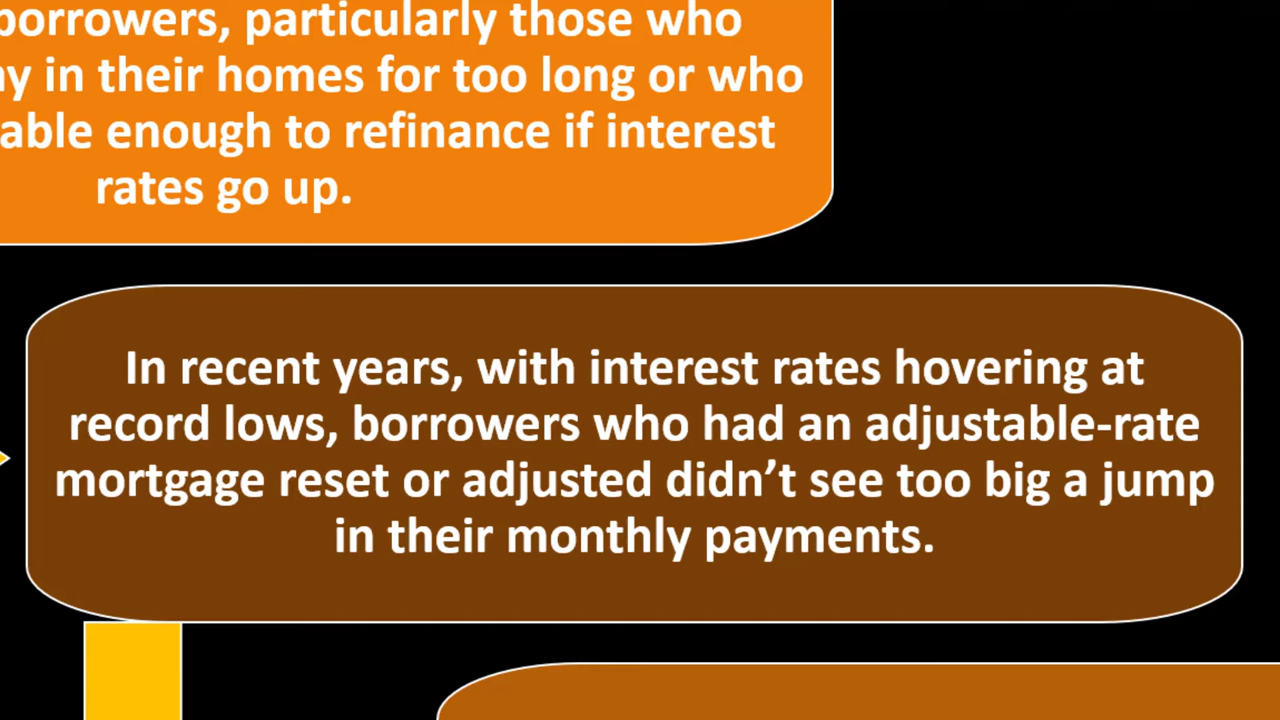 borrowers, particularly those who
in their homes for too long or who
able enough to refinance if interest
rates go up.
In recent years, with interest rates hovering at
record lows, borrowers who had an adjustable-rate
mortgage reset or adjusted didn’t see too big a jump
in their monthly payments.